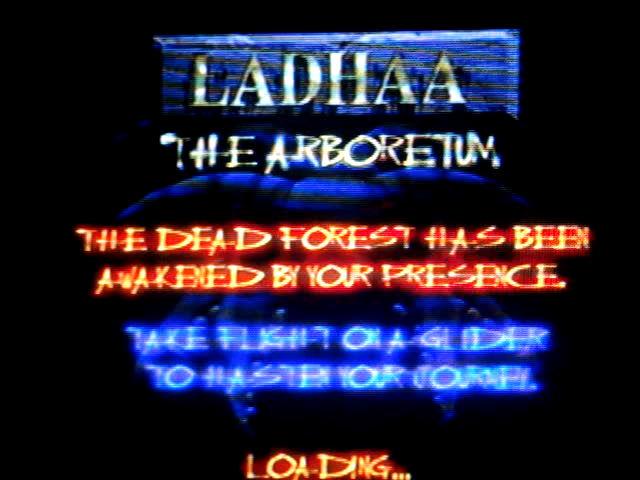 LADHAA
THE ARBORETUM
THE DEAD FOREST HAS BEEN
AWAKENED BY YOUR PRESENCE.
TAKE FLIGHT ON A GLIDER
TO HASTEN YOUR JOURNEY.
LOADING...